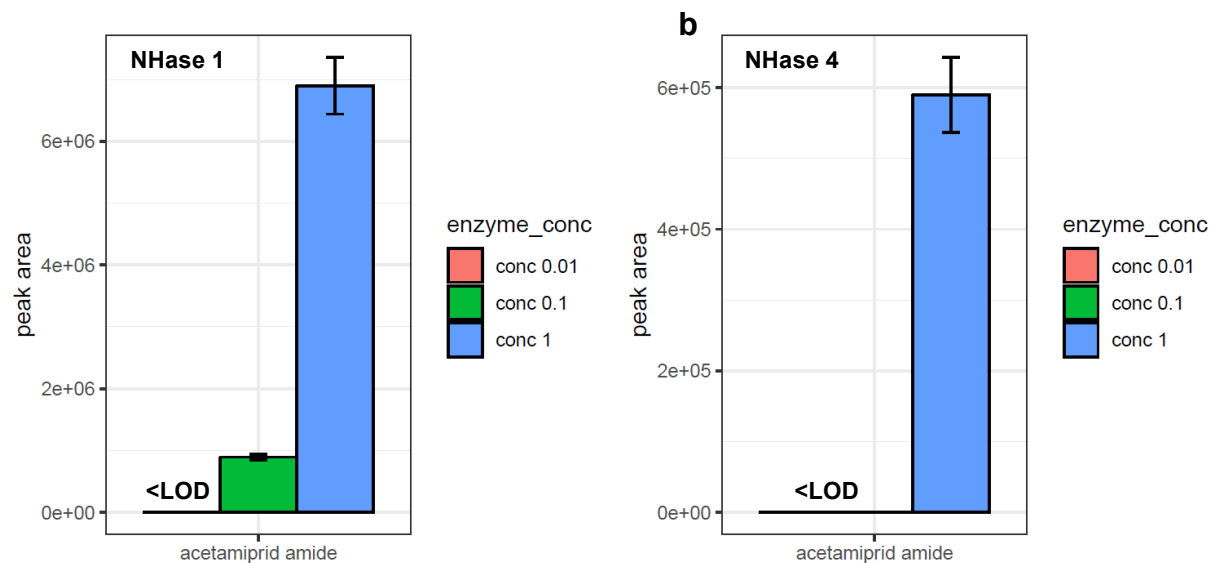 NHase 1
6e+06
4e+06
2e+06
0e+00
peak area
<LOD
acetamiprid amide
enzyme_conc
conc 0.01
conc 0.1
conc 1
b
NHase 4
6e+05
4e+05
2e+05
0e+00
peak area
<LOD
acetamiprid amide
enzyme_conc
conc 0.01
conc 0.1
conc 1